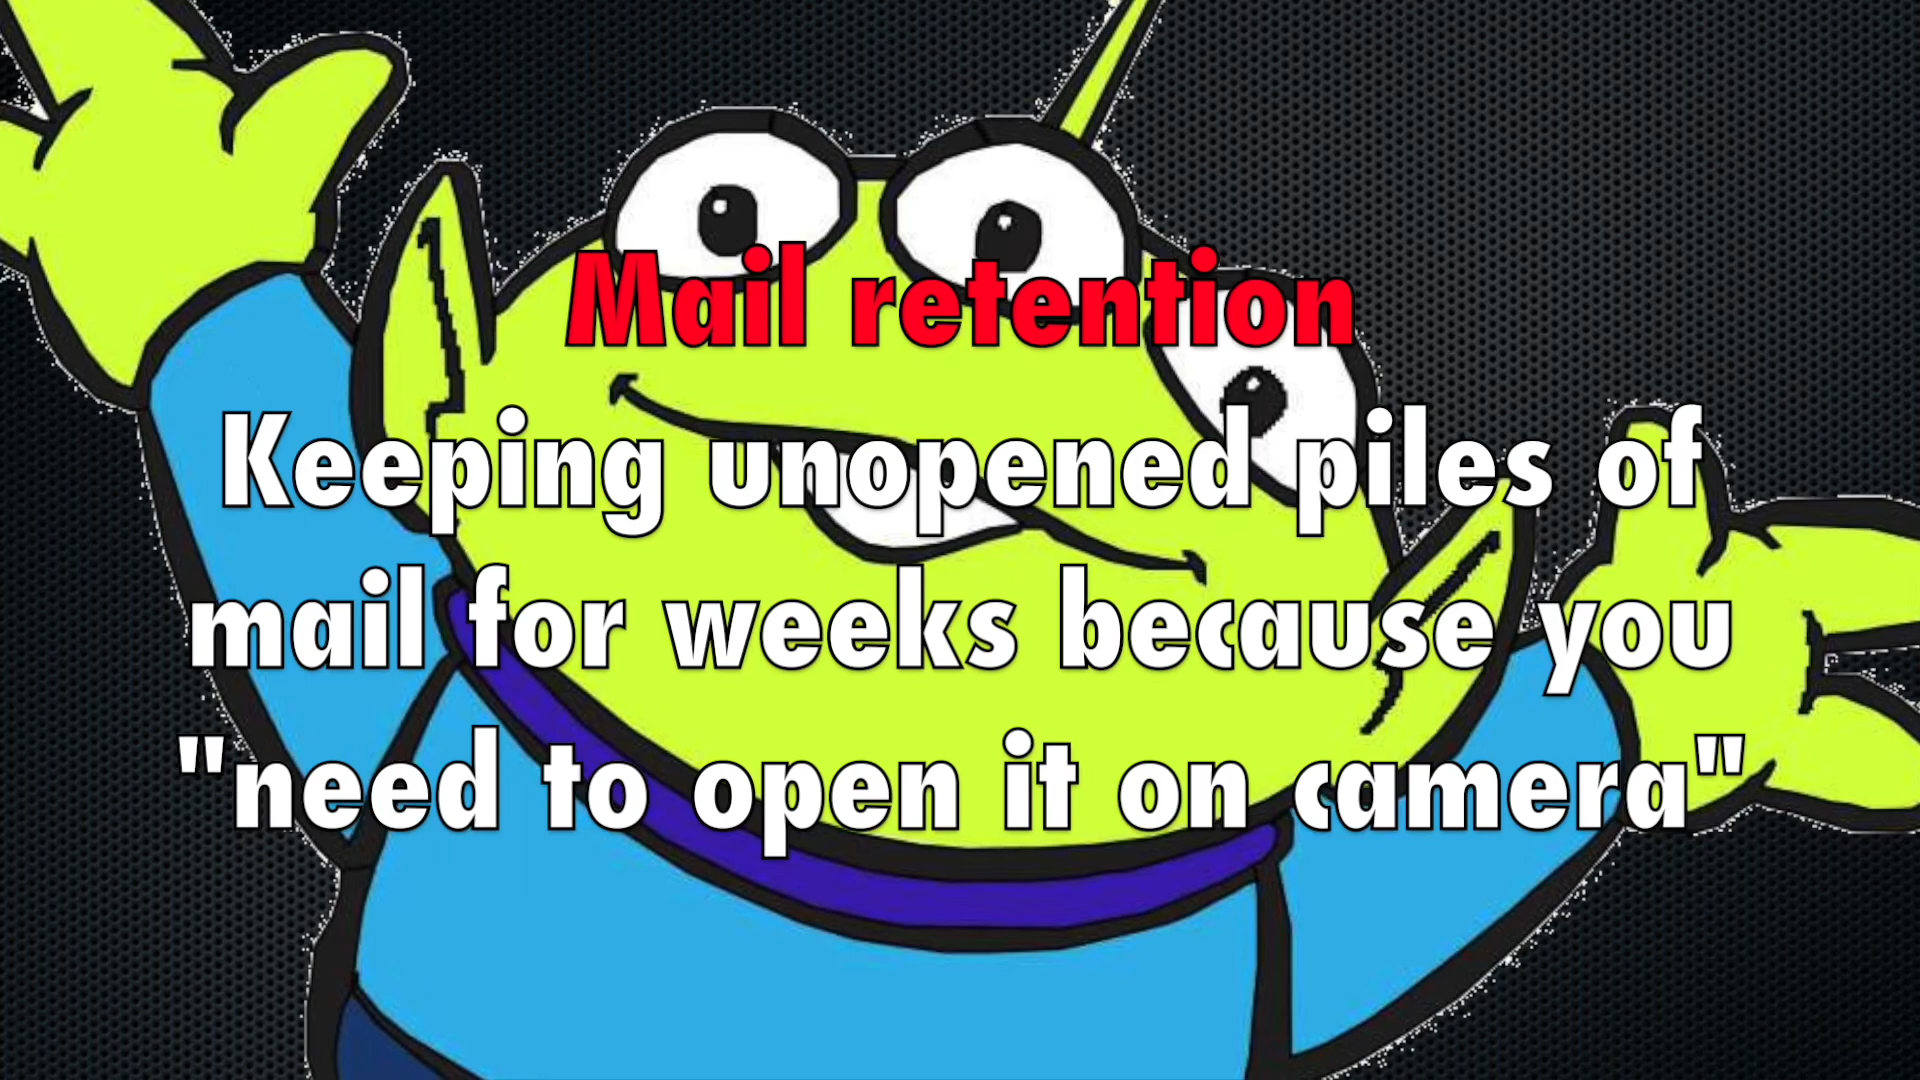 Mail retention
Keeping unopened piles of
mail for weeks because you
"need to open it on camera"